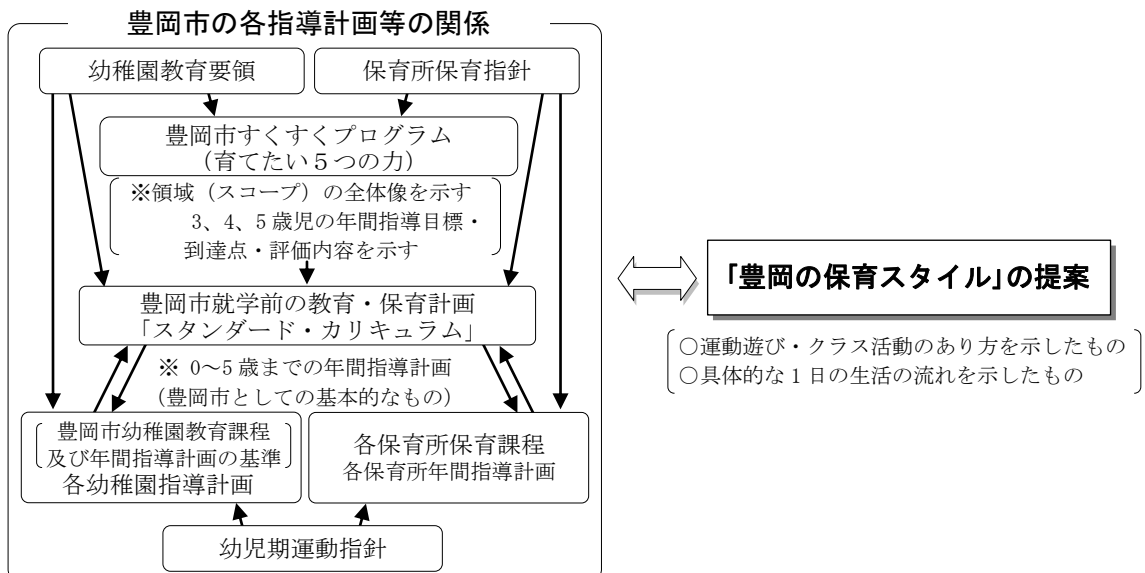 豊岡市の各指導計画等の関係
幼稚園教育要領
保育所保育指針
豊岡市すくすくプログラム
(育てたい５つの力)
※領域（スコープ）の全体像を示す
3、4、5歳児の年間指導目標・
到達点・評価内容を示す
豊岡市就学前の教育・保育計画
「スタンダード・カリキュラム」
※ 0～5歳までの年間指導計画
(豊岡市としての基本的なもの)
豊岡市幼稚園教育課程
及び年間指導計画の基準
各幼稚園指導計画
各保育所保育課程
各保育所年間指導計画
幼児期運動指針
「豊岡の保育スタイル」の提案
○運動遊び・クラス活動のあり方を示したもの
○具体的な1日の生活の流れを示したもの